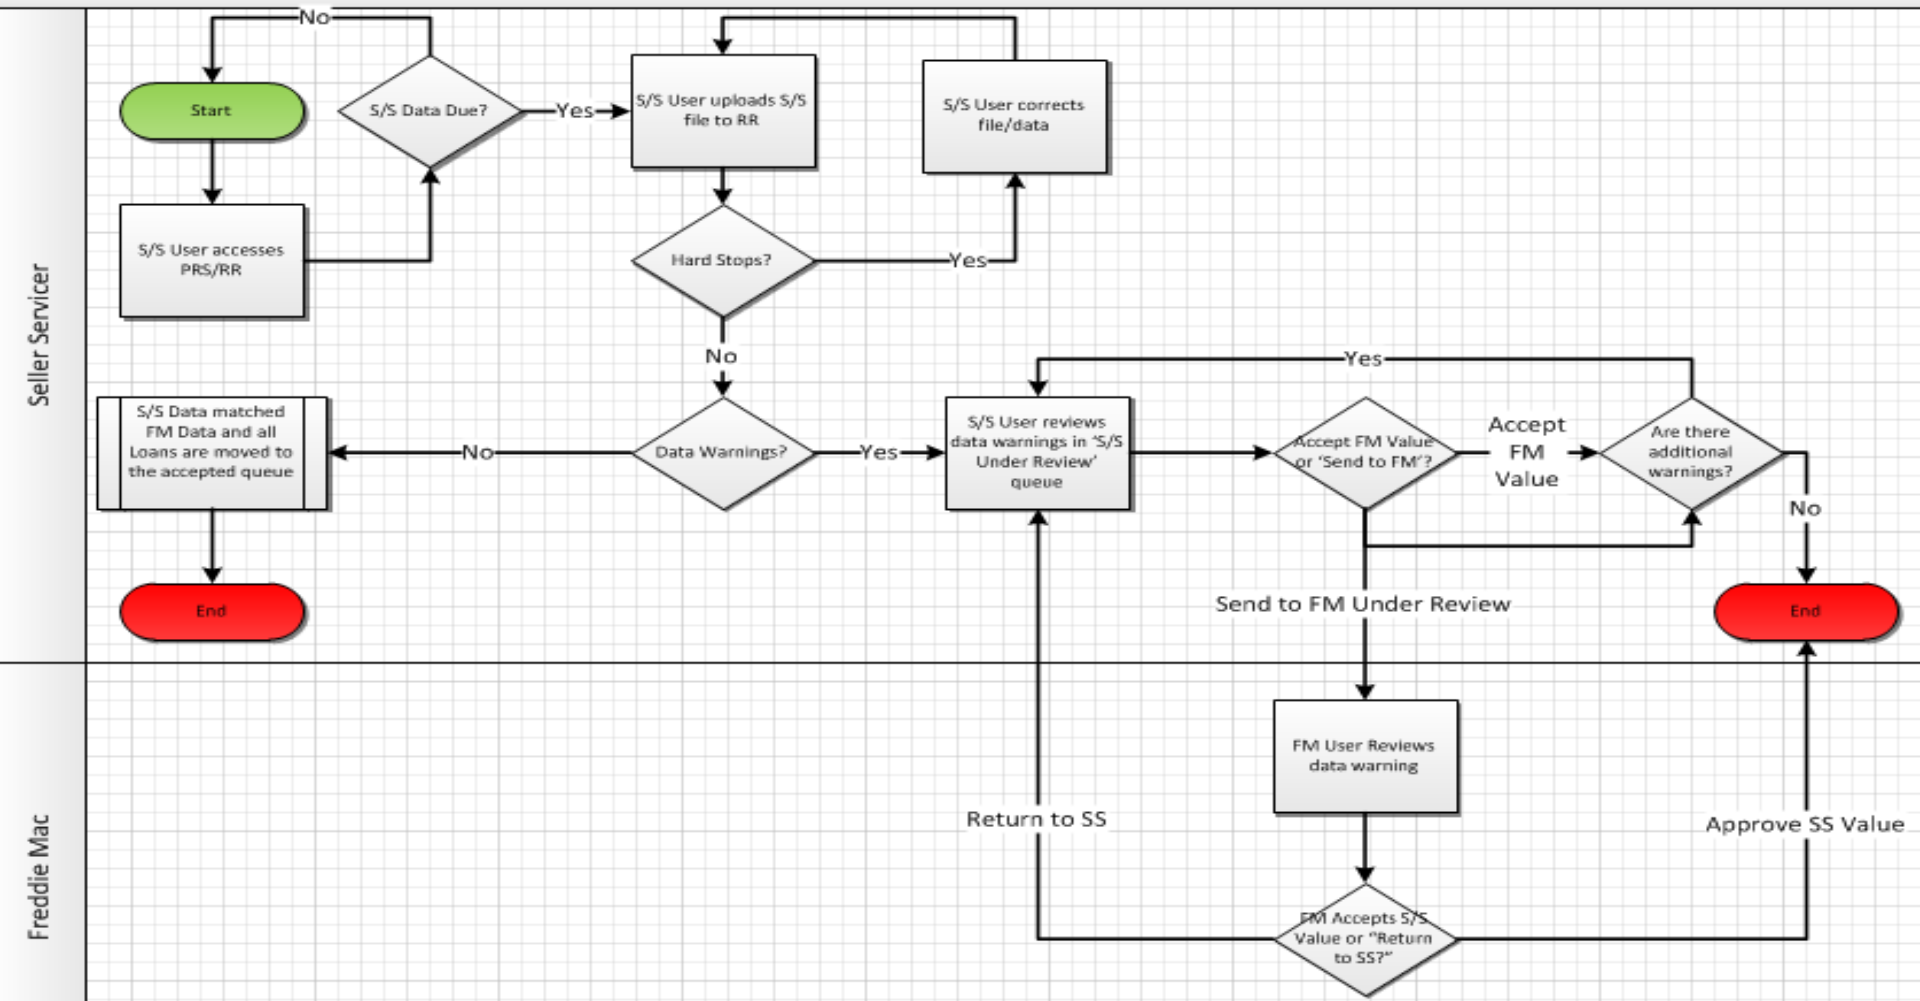 No
Start
S/S Data Due?
Yes
S/S User uploads S/S
file to RR
S/S User corrects
file/data
S/S User accesses
PRS/RR
Hard Stops?
Yes
Seller Servicer
No
Yes
S/S Data matched
FM Data and all
Loans are moved to
the accepted queue
No
Data Warnings?
Yes
S/S User reviews
data warnings in ‘S/S
Under Review’
queue
Accept FM Value
or ‘Send to FM’?
Accept
FM
Value
Are there
additional
warnings?
No
End
Send to FM Under Review
End
FM User Reviews
data warning
Return to SS
Approve SS Value
Freddie Mac
FM Accepts S/S
Value or “Return
to SS?”